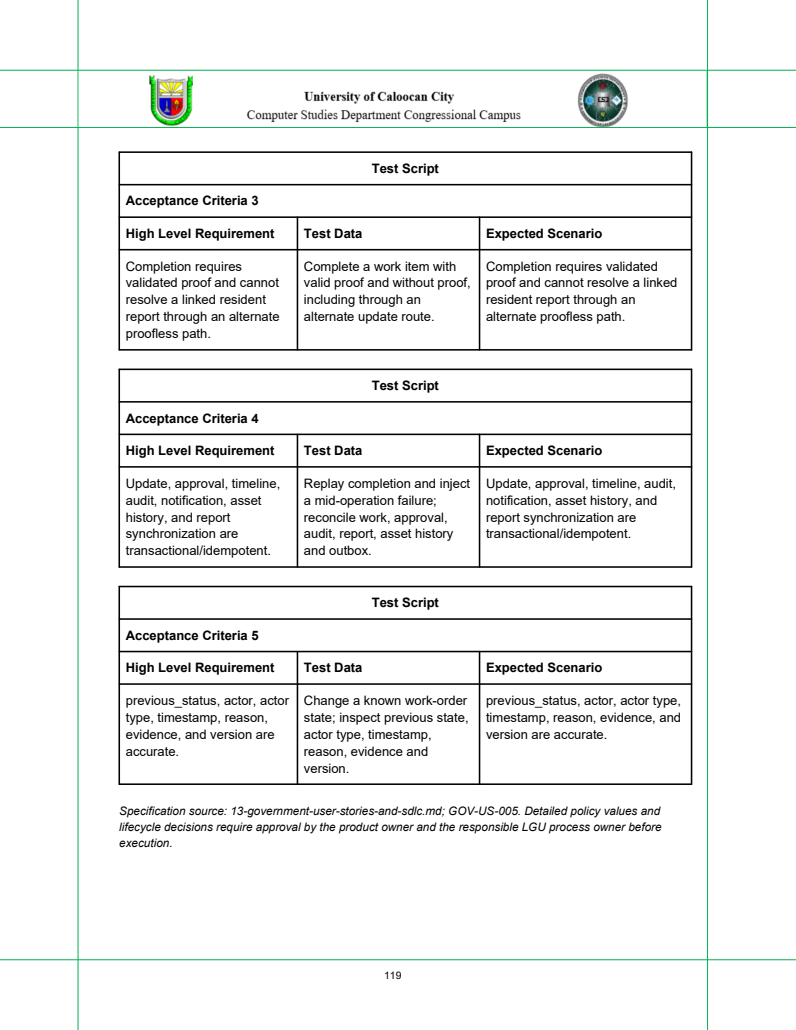 University of Caloocan City
Computer Studies Department Congressional Campus
Test Script
Acceptance Criteria 3
High Level Requirement
Test Data
Expected Scenario
Completion requires
validated proof and cannot
resolve a linked resident
report through an alternate
proofless path.
Complete a work item with
valid proof and without proof,
including through an
alternate update route.
Completion requires validated
proof and cannot resolve a linked
resident report through an
alternate proofless path.
Test Script
Acceptance Criteria 4
High Level Requirement
Test Data
Expected Scenario
Update, approval, timeline,
audit, notification, asset
history, and report
synchronization are
transactional/idempotent.
Replay completion and inject
a mid-operation failure;
reconcile work, approval,
audit, report, asset history
and outbox.
Update, approval, timeline, audit,
notification, asset history, and
report synchronization are
transactional/idempotent.
Test Script
Acceptance Criteria 5
High Level Requirement
Test Data
Expected Scenario
previous_status, actor, actor
type, timestamp, reason,
evidence, and version are
accurate.
Change a known work-order
state; inspect previous state,
actor type, timestamp,
reason, evidence and
version.
previous_status, actor, actor type,
timestamp, reason, evidence, and
version are accurate.
Specification source: 13-government-user-stories-and-sdlc.md; GOV-US-005. Detailed policy values and
lifecycle decisions require approval by the product owner and the responsible LGU process owner before
execution.
119